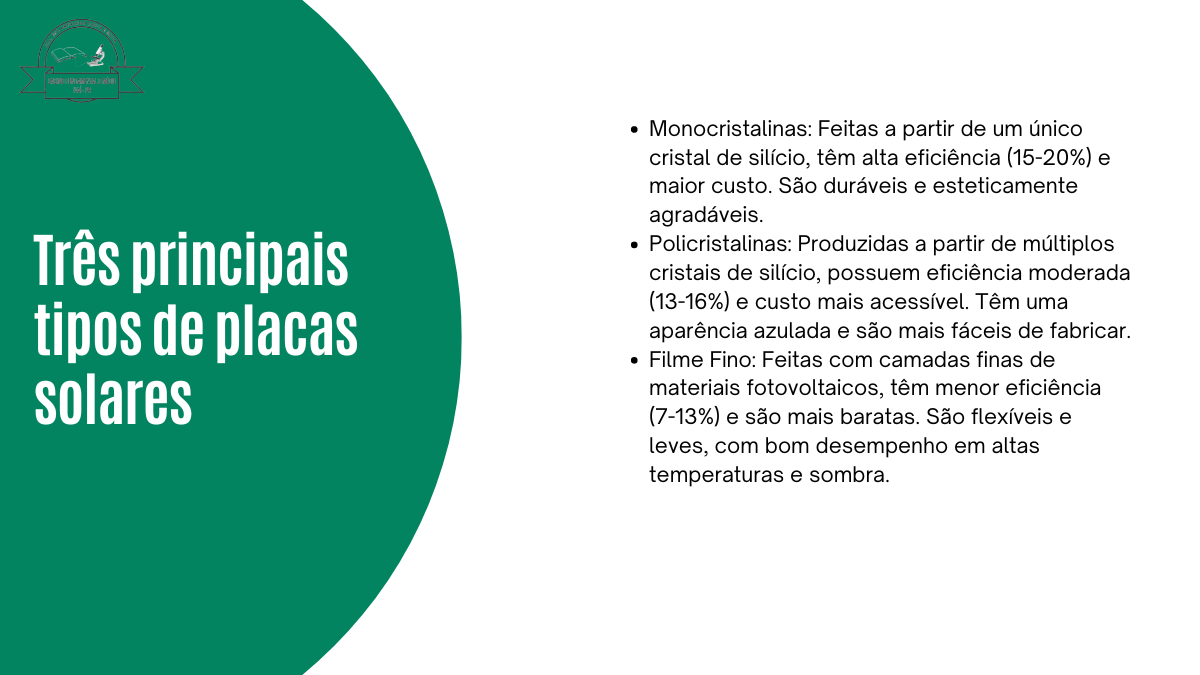 Três principais
tipos de placas
solares
Monocristalinas: Feitas a partir de um único
cristal de silício, têm alta eficiência (15-20%) e
maior custo. São duráveis e esteticamente
agradáveis.
Policristalinas: Produzidas a partir de múltiplos
cristais de silício, possuem eficiência moderada
(13-16%) e custo mais acessível. Têm uma
aparência azulada e são mais fáceis de fabricar.
Filme Fino: Feitas com camadas finas de
materiais fotovoltaicos, têm menor eficiência
(7-13%) e são mais baratas. São flexíveis e
leves, com bom desempenho em altas
temperaturas e sombra.